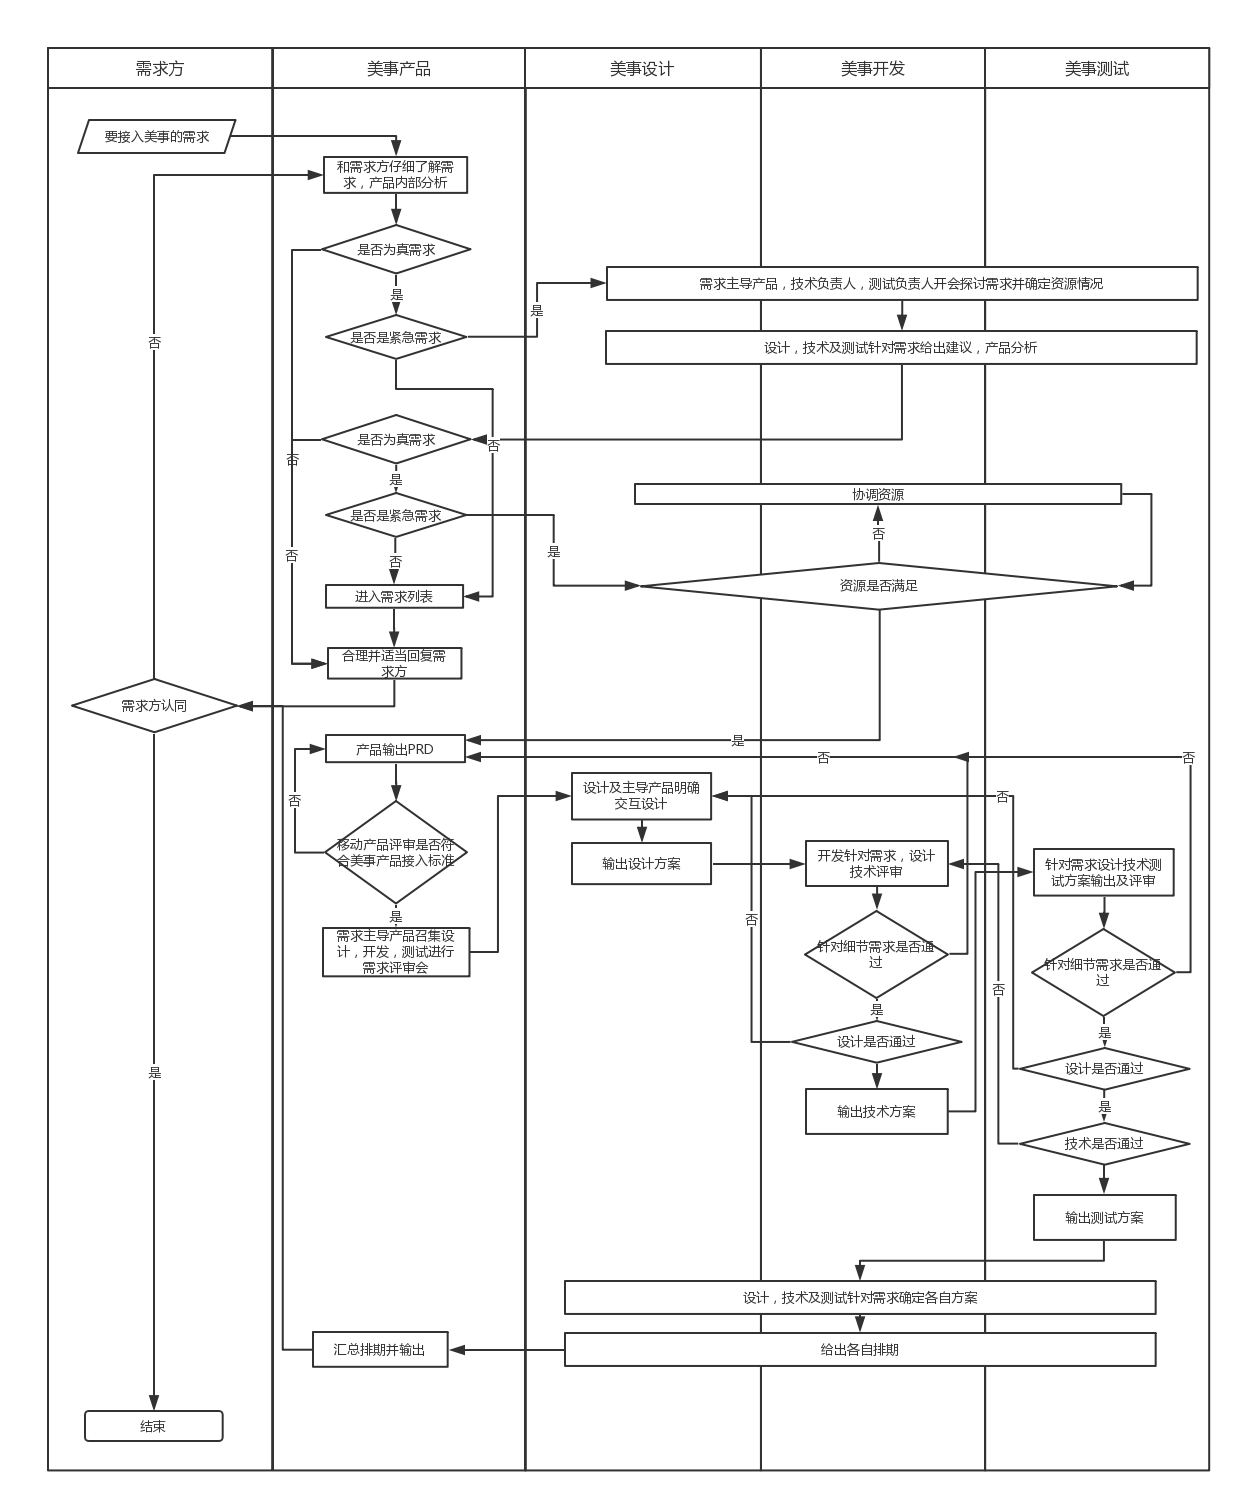 需求方
美事产品
美事设计
美事开发
美事测试
要接入美事的需求
和需求方仔细了解需
求，产品内部分析
是否为真需求
是
是否是紧急需求
是
需求主导产品，技术负责人，测试负责人开会探讨需求并确定资源情况
设计，技术及测试针对需求给出建议，产品分析
否
是否为真需求
否
否
是
是否是紧急需求
是
协调资源
否
资源是否满足
否
否
进入需求列表
合理并适当回复需
求方
需求方认同
是
产品输出PRD
是
否
否
否
移动产品评审是否符
合美事产品接入标准
是
需求主导产品召集设
计，开发，测试进行
需求评审会
设计及主导产品明确
交互设计
输出设计方案
否
否
开发针对需求，设计
技术评审
针对细节需求是否通
过
是
设计是否通过
输出技术方案
否
针对需求设计技术测
试方案输出及评审
针对细节需求是否通
过
是
设计是否通过
是
技术是否通过
输出测试方案
设计，技术及测试针对需求确定各自方案
给出各自排期
汇总排期并输出
结束